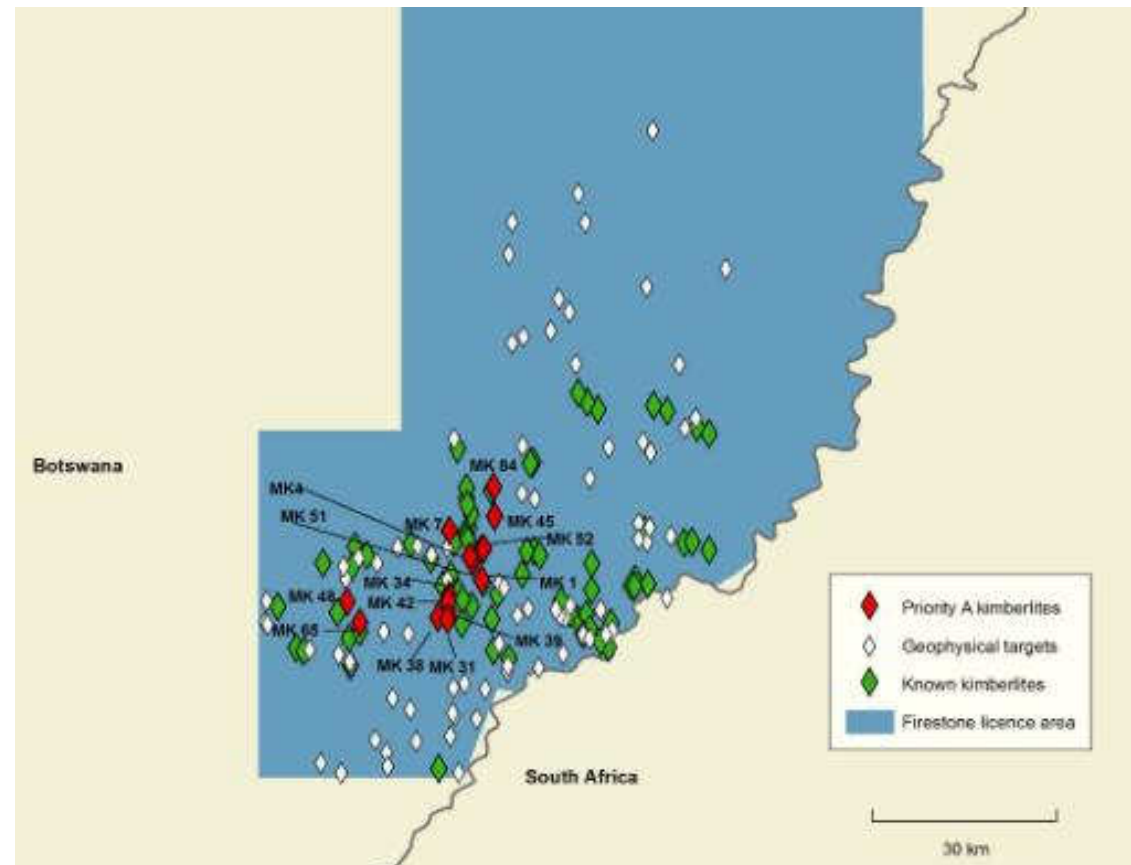 Botswana
MK 84
MK4
MK 51
MK 7
MK 45
MK 52
MK 34
MK 1
MK 48
MK 42
MK 65
MK 39
MK 38
MK 31
Priority A kimberlites
Geophysical targets
Known kimberlites
Firestone licence area
South Africa
30 km